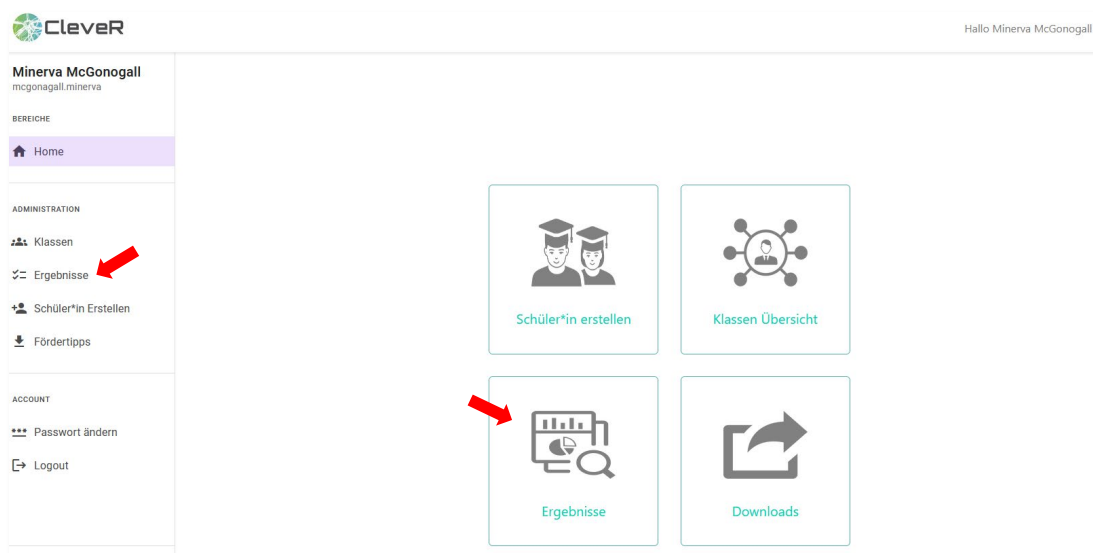 CleveR
Hallo Minerva McGonogall
Minerva McGonogall
mcgonagall.minerva
BEREICHE
Home
ADMINISTRATION
Klassen
Ergebnisse
Schüler*in Erstellen
Fördertipps
ACCOUNT
Passwort ändern
Logout
Schüler*in erstellen
Klassen Übersicht
Ergebnisse
Downloads